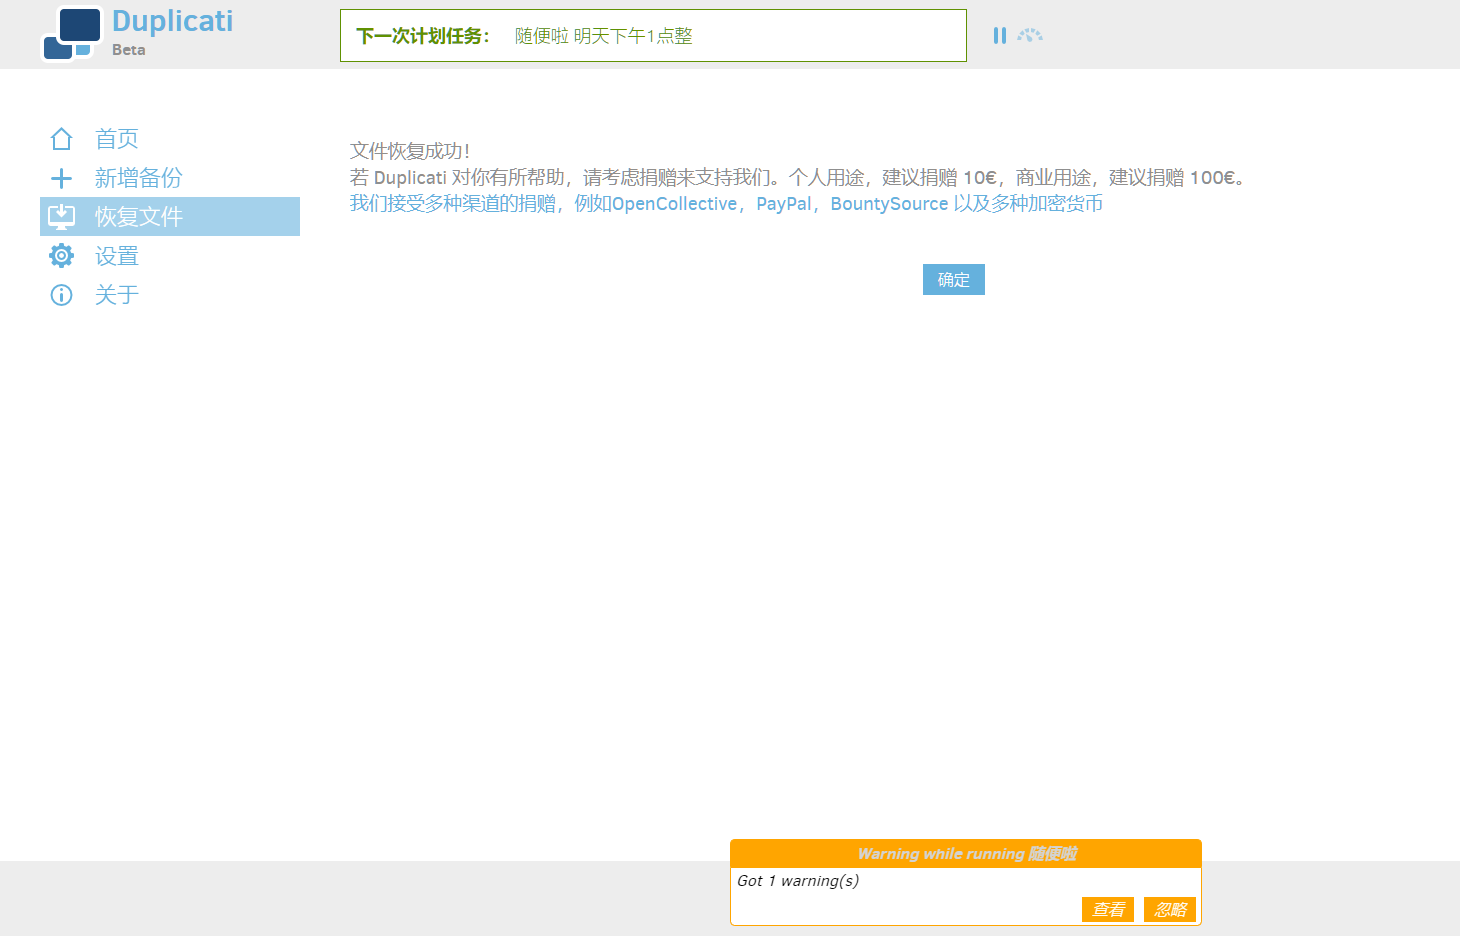 Duplicati
Beta
下一次计划任务： 随便啦 明天下午1点整
首页
新增备份
恢复文件
设置
关于
文件恢复成功！
若 Duplicati 对你有所帮助，请考虑捐赠来支持我们。个人用途，建议捐赠 10€，商业用途，建议捐赠 100€。
我们接受多种渠道的捐赠，例如OpenCollective，PayPal，BountySource 以及多种加密货币
确定
Warning while running 随便啦
Got 1 warning(s)
查看 忽略